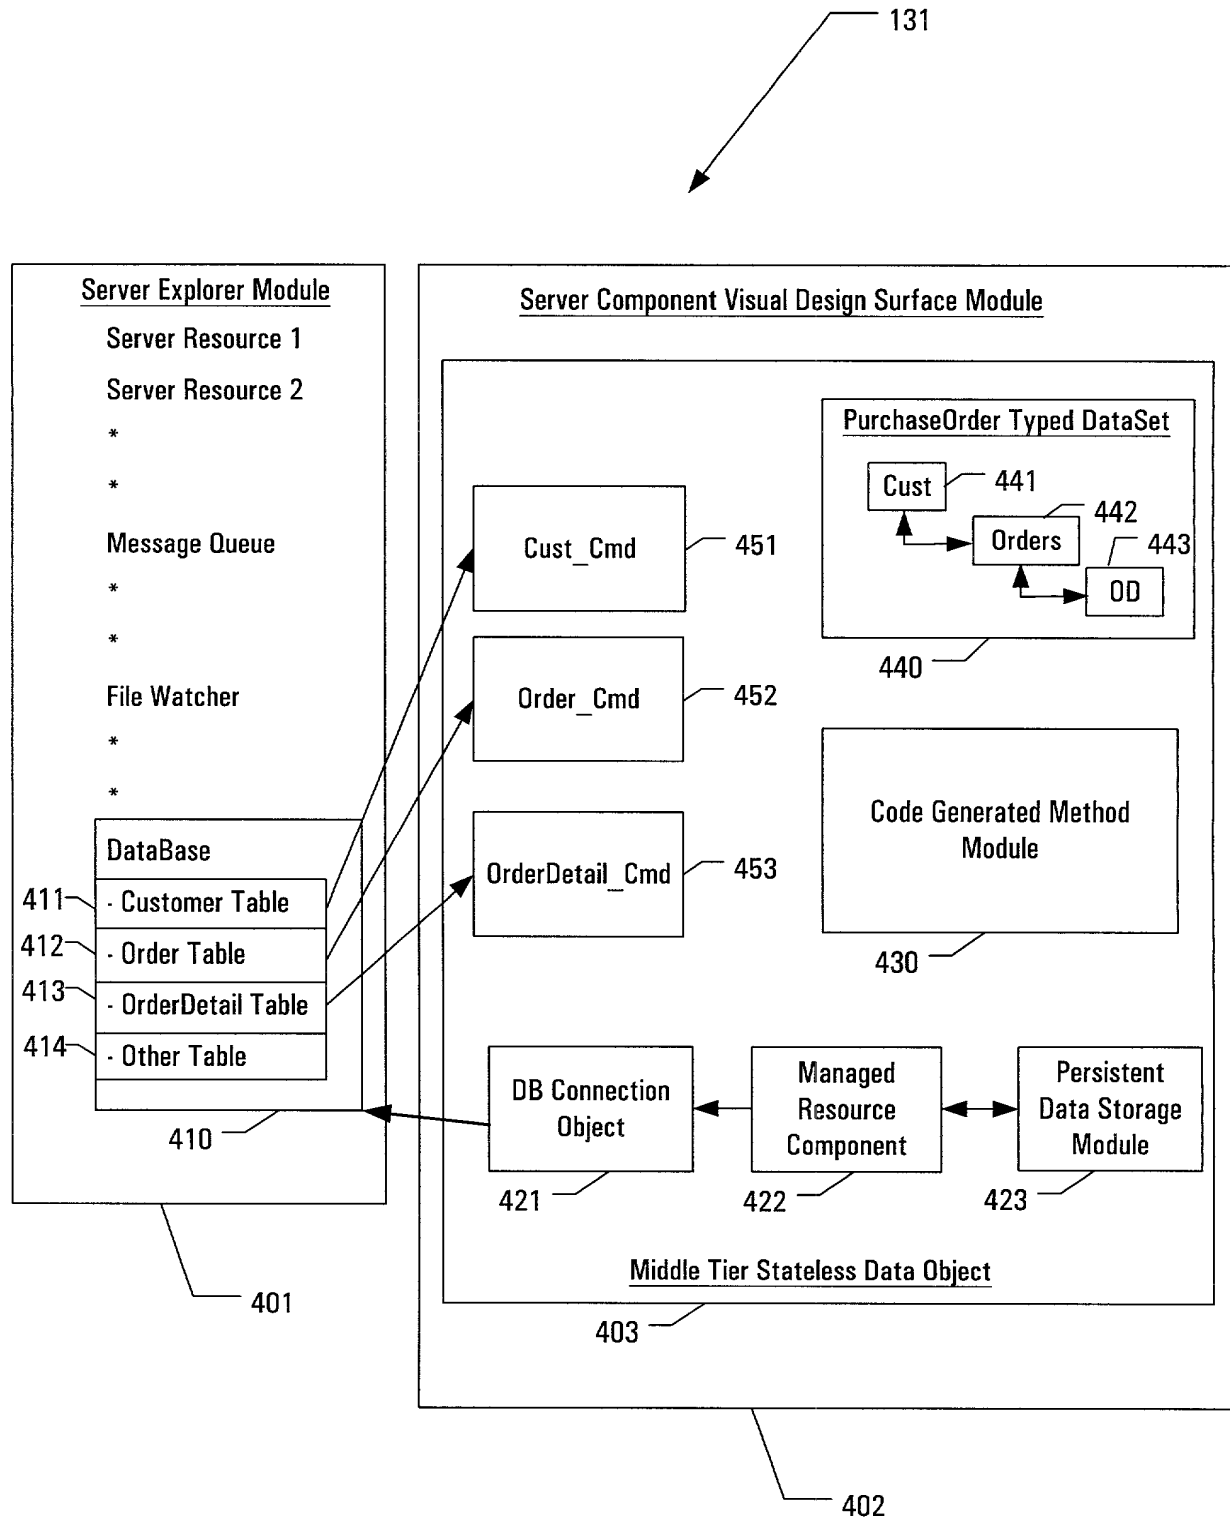 131
Server Explorer Module
Server Resource 1
Server Resource 2
*
*
Message Queue
*
*
File Watcher
*
*
DataBase
411
- Customer Table
412
- Order Table
413
- OrderDetail Table
414
- Other Table
410
401
Server Component Visual Design Surface Module
Cust_Cmd
451
Order_Cmd
452
OrderDetail_Cmd
453
PurchaseOrder Typed DataSet
Cust
441
Orders
442
OD
443
440
Code Generated Method
Module
430
DB Connection
Object
421
Managed
Resource
Component
422
Persistent
Data Storage
Module
423
Middle Tier Stateless Data Object
403
402